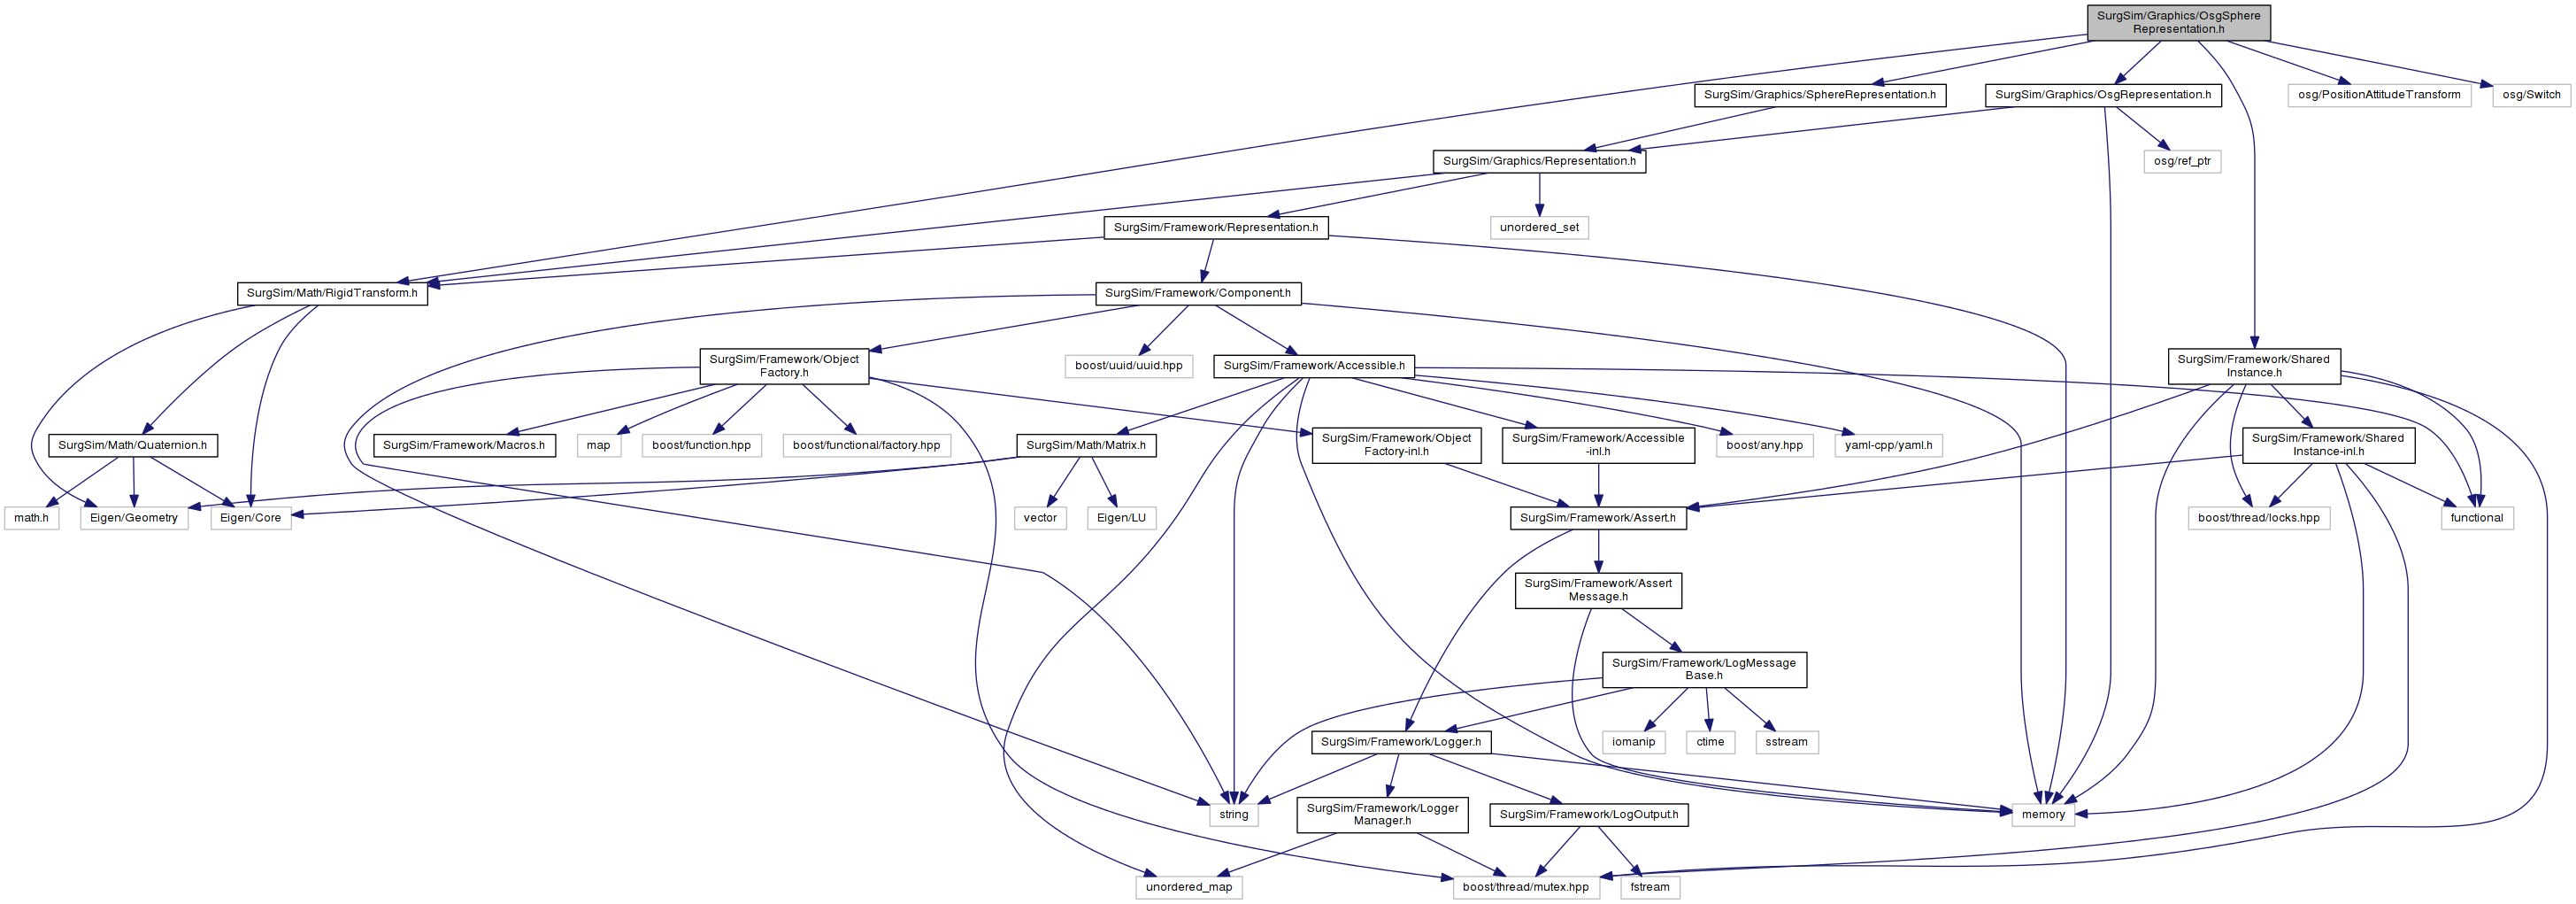 SurgSim/Graphics/OsgSphere
Representation.h
SurgSim/Graphics/SphereRepresentation.h
SurgSim/Graphics/OsgRepresentation.h
osg/PositionAttitudeTransform
osg/Switch
SurgSim/Graphics/Representation.h
osg/ref_ptr
SurgSim/Framework/Representation.h
unordered_set
SurgSim/Math/RigidTransform.h
SurgSim/Framework/Component.h
SurgSim/Framework/Object
Factory.h
boost/uuid/uuid.hpp
SurgSim/Framework/Accessible.h
SurgSim/Framework/Shared
Instance.h
SurgSim/Math/Quaternion.h
SurgSim/Framework/Macros.h
map
boost/function.hpp
boost/functional/factory.hpp
SurgSim/Math/Matrix.h
SurgSim/Framework/Object
Factory-inl.h
SurgSim/Framework/Accessible
-inl.h
boost/any.hpp
yaml-cpp/yaml.h
SurgSim/Framework/Shared
Instance-inl.h
math.h
Eigen/Geometry
Eigen/Core
vector
Eigen/LU
SurgSim/Framework/Assert.h
boost/thread/locks.hpp
functional
SurgSim/Framework/Assert
Message.h
SurgSim/Framework/LogMessage
Base.h
SurgSim/Framework/Logger.h
iomanip
ctime
sstream
string
SurgSim/Framework/Logger
Manager.h
SurgSim/Framework/LogOutput.h
memory
unordered_map
boost/thread/mutex.hpp
fstream